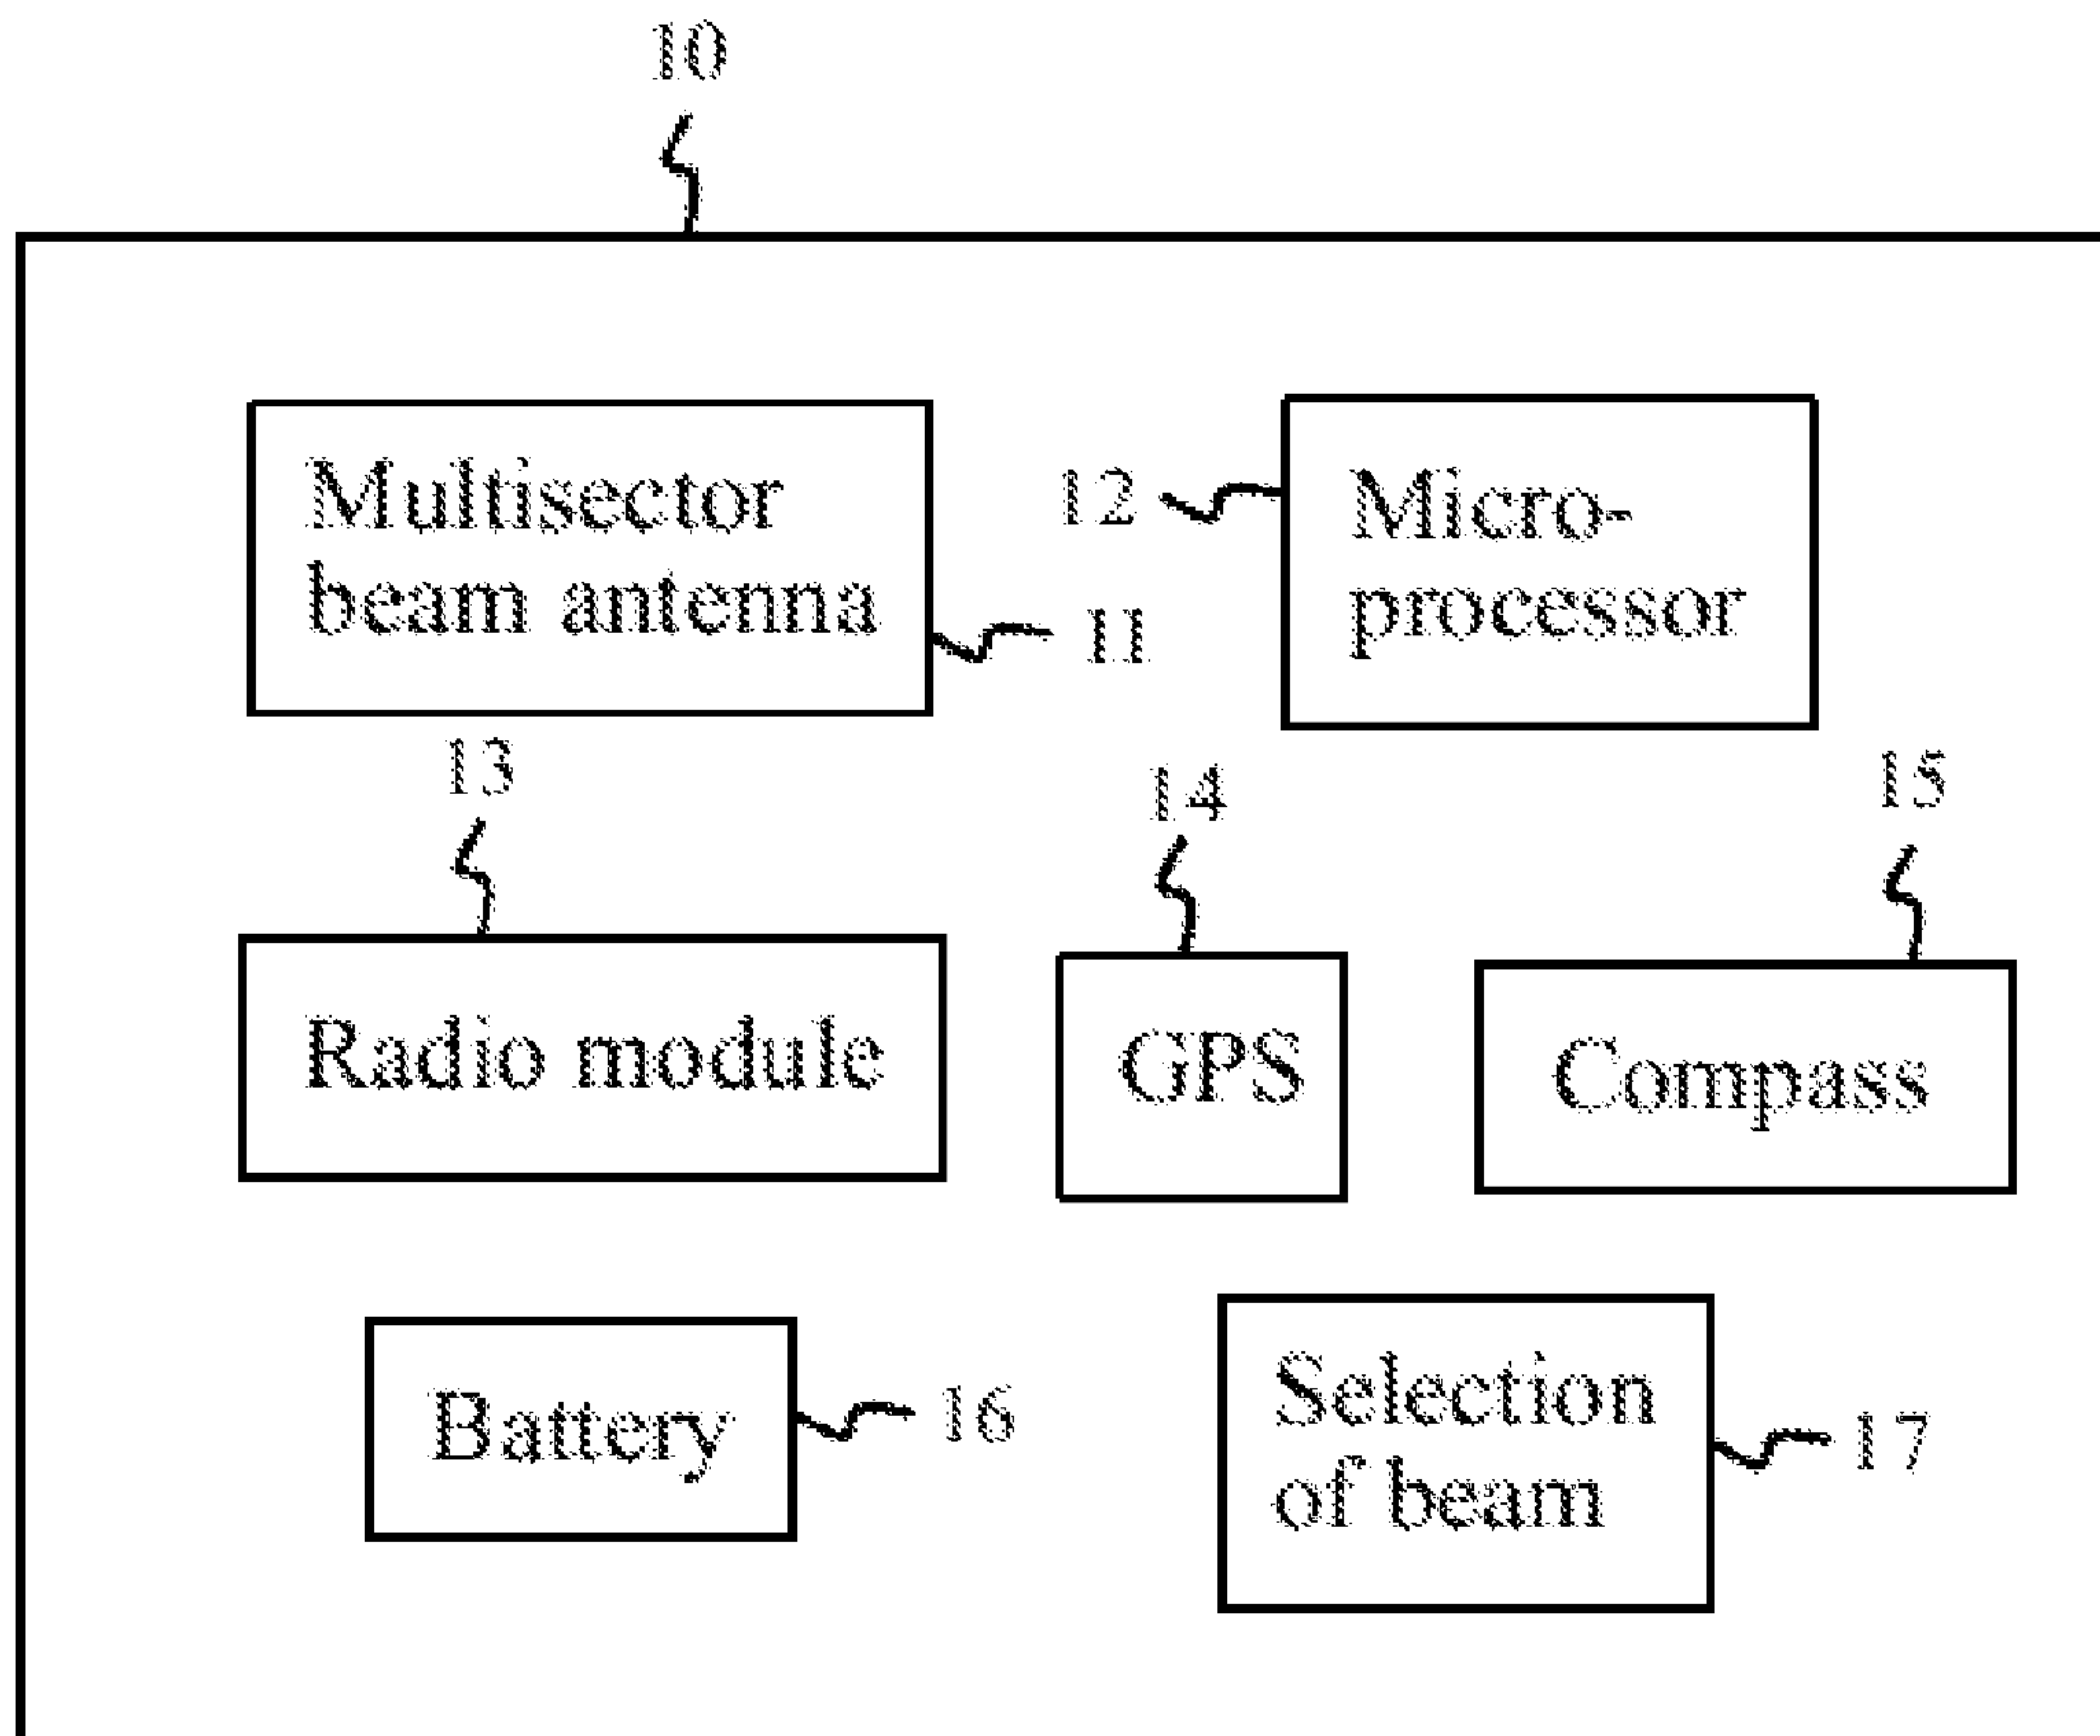 10
Multisector
beam antenna
11
12
Micro-
processor
13
Radio module
14
GPS
15
Compass
Battery
16
Selection
of beam
17